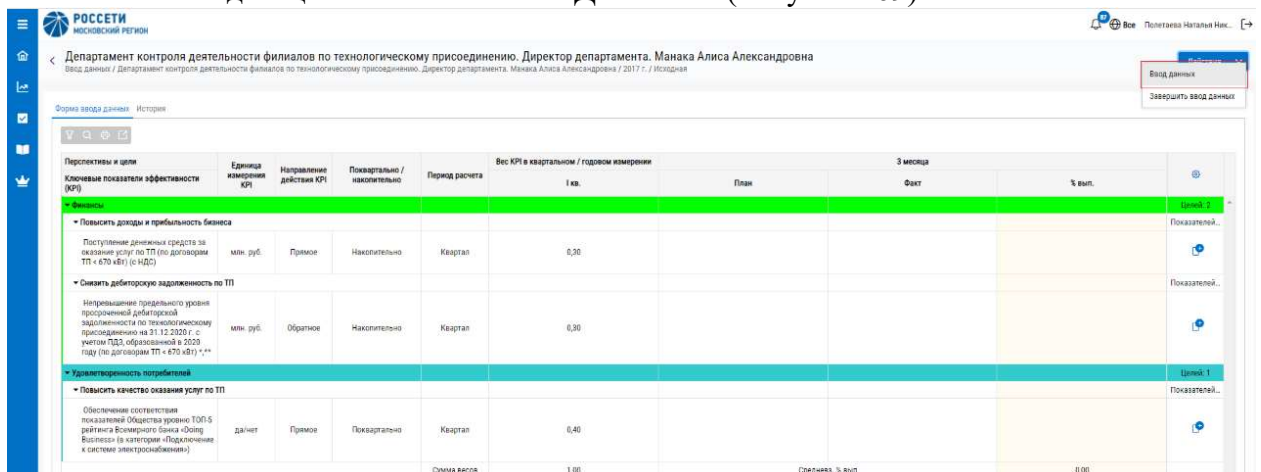 РОССЕТИ
МОСКОВСКИЙ РЕГИОН
Все Полетаева Наталья Ник...
Департамент контроля деятельности филиалов по технологическому присоединению. Директор департамента. Манака Алиса Александровна
Ввод данных / Департамент контроля деятельности филиалов по технологическому присоединению. Директор департамента. Манака Алиса Александровна / 2017 г. / Исходная
Ввод данных
Завершить ввод данных
Форма ввода данных История
Перспективы и цели
Ключевые показатели эффективности (KPI)
Единица измерения KPI
Направление действия KPI
Поквартально / накопительно
Период расчета
Вес KPI в квартальном / годовом измерении
I кв.
3 месяца
План
Факт
% вып.
Финансы
Целей: 2
Повысить доходы и прибыльность бизнеса
Показателей...
Поступление денежных средств за
оказание услуг по ТП (по договорам
ТП < 670 кВт) (с НДС)
млн. руб. Прямое Накопительно Квартал 0,30
Снизить дебиторскую задолженность по ТП
Показателей...
Непревышение предельного уровня
просроченной дебиторской
задолженности по технологическому
присоединению на 31.12.2020 г. с
учетом ПДЗ, образованной в 2020
году (по договорам ТП < 670 кВт) *,**
млн. руб. Обратное Накопительно Квартал 0,30
Удовлетворенность потребителей
Целей: 1
Повысить качество оказания услуг по ТП
Показателей...
Обеспечение соответствия
показателей Общества уровню ТОП-5
рейтинга Всемирного банка «Doing
Business» (в категории «Подключение
к системе электроснабжения»)
да/нет Прямое Поквартально Квартал 0,40
Сумма весов 1,00 Средневз. % вып. 0,00